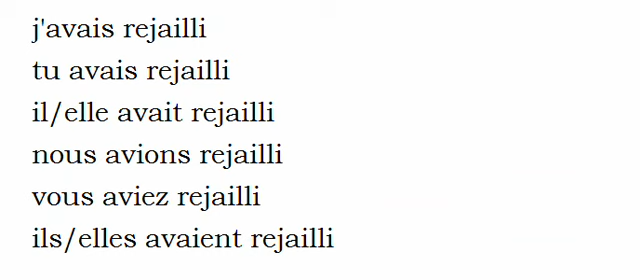 j'avais rejailli
tu avais rejailli
il/elle avait rejailli
nous avions rejailli
vous aviez rejailli
ils/elles avaient rejailli